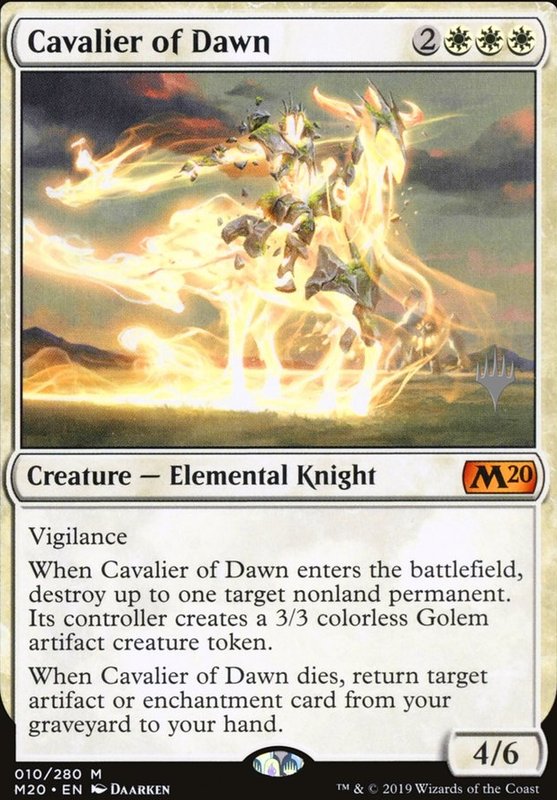 Cavalier of Dawn 2
Creature — Elemental Knight M20
Vigilance
When Cavalier of Dawn enters the battlefield,
destroy up to one target nonland permanent.
Its controller creates a 3/3 colorless Golem
artifact creature token.
When Cavalier of Dawn dies, return target
artifact or enchantment card from your
graveyard to your hand.
4/6
010/280 M
M20 • EN Daarken
™ & © 2019 Wizards of the Coast